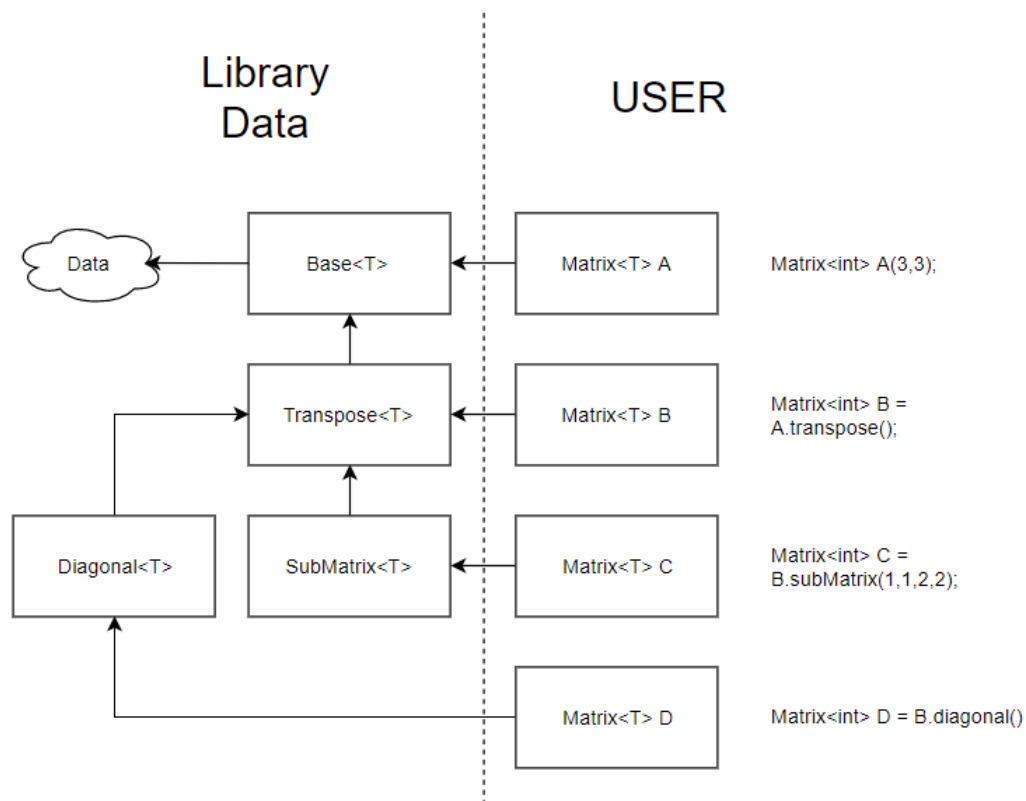 Library
Data
USER
Data
Base<T>
Matrix<T> A
Matrix<int> A(3,3);
Transpose<T>
Matrix<T> B
Matrix<int> B =
A.transpose();
Diagonal<T>
SubMatrix<T>
Matrix<T> C
Matrix<int> C =
B.subMatrix(1,1,2,2);
Matrix<T> D
Matrix<int> D = B.diagonal()